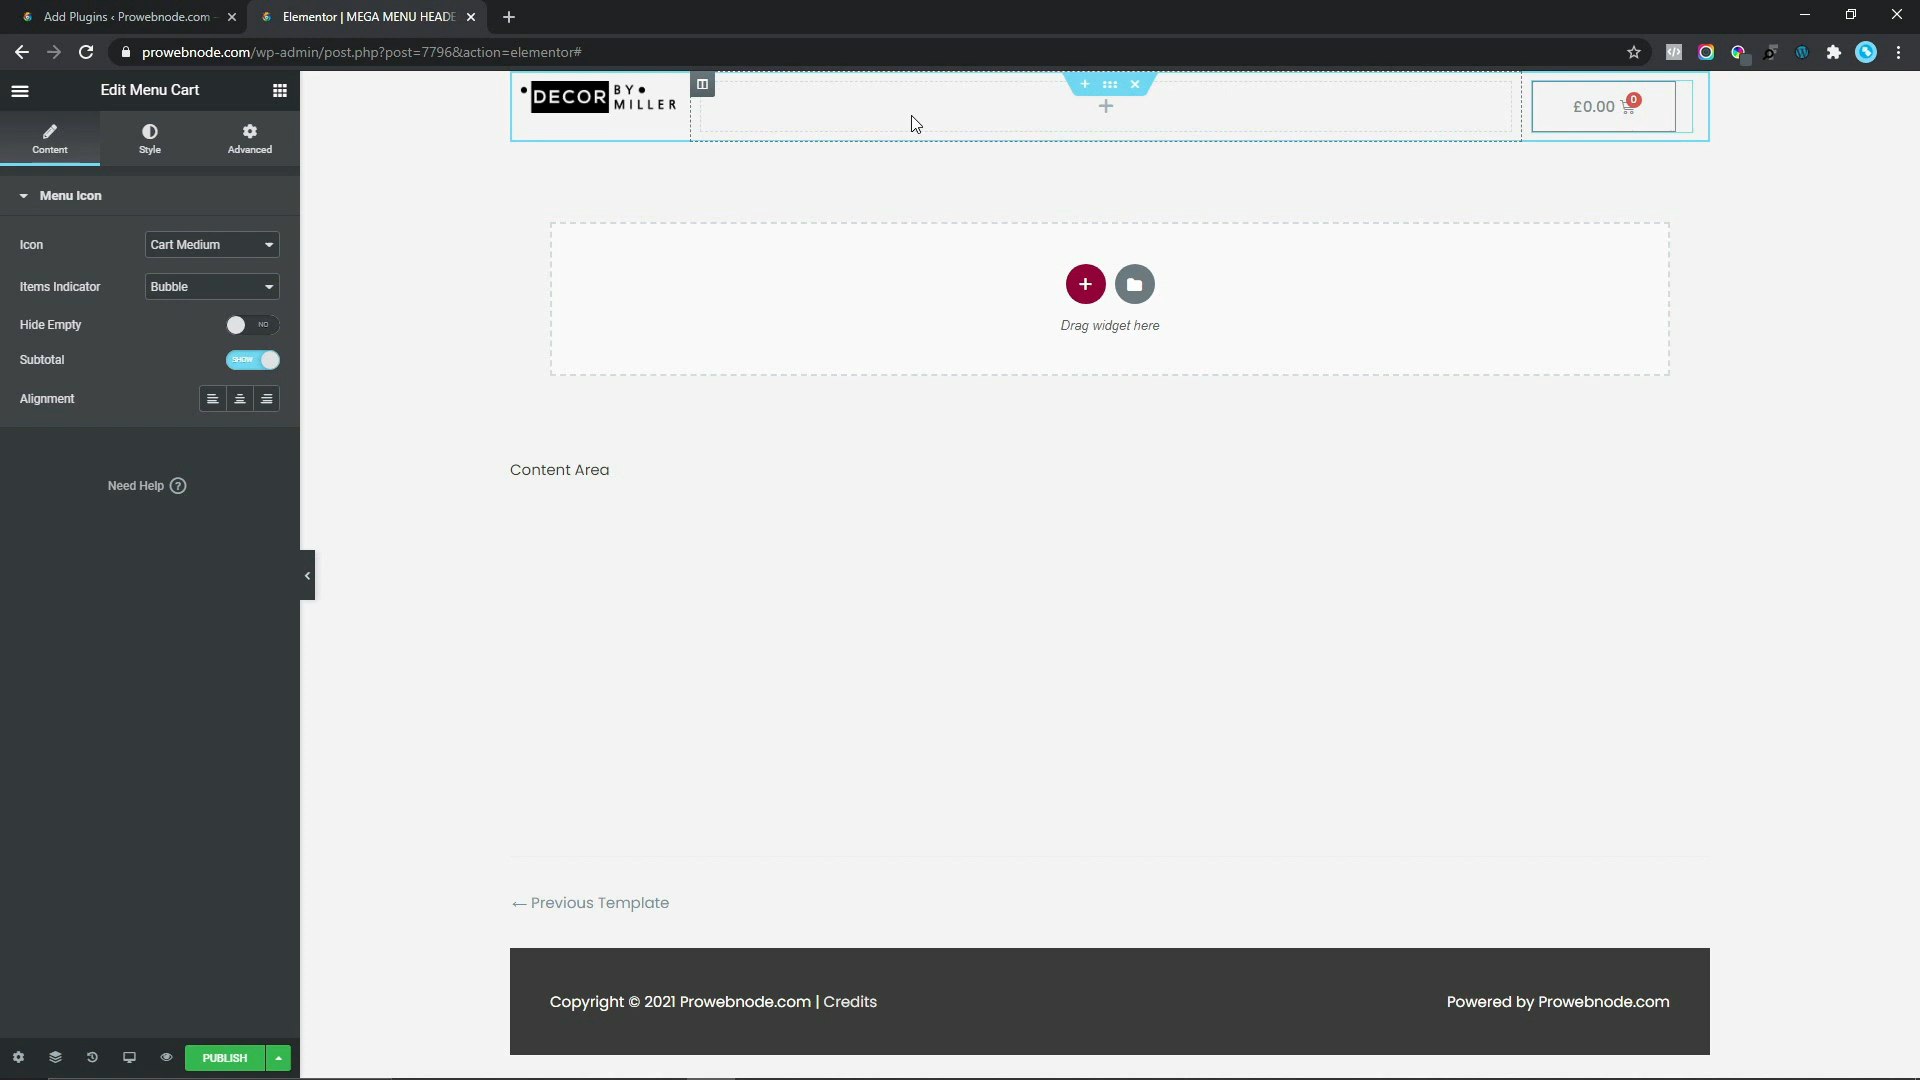 Add Plugins ‹ Prowebnode.com
Elementor | MEGA MENU HEADE
prowebnode.com/wp-admin/post.php?post=7796&action=elementor#
Edit Menu Cart
Content
Style
Advanced
Menu Icon
Icon
Cart Medium
Items Indicator
Bubble
Hide Empty
NO
Subtotal
SHOW
Alignment
Need Help ?
PUBLISH
DECOR BY MILLER
£0.00
0
Drag widget here
Content Area
← Previous Template
Copyright © 2021 Prowebnode.com | Credits
Powered by Prowebnode.com